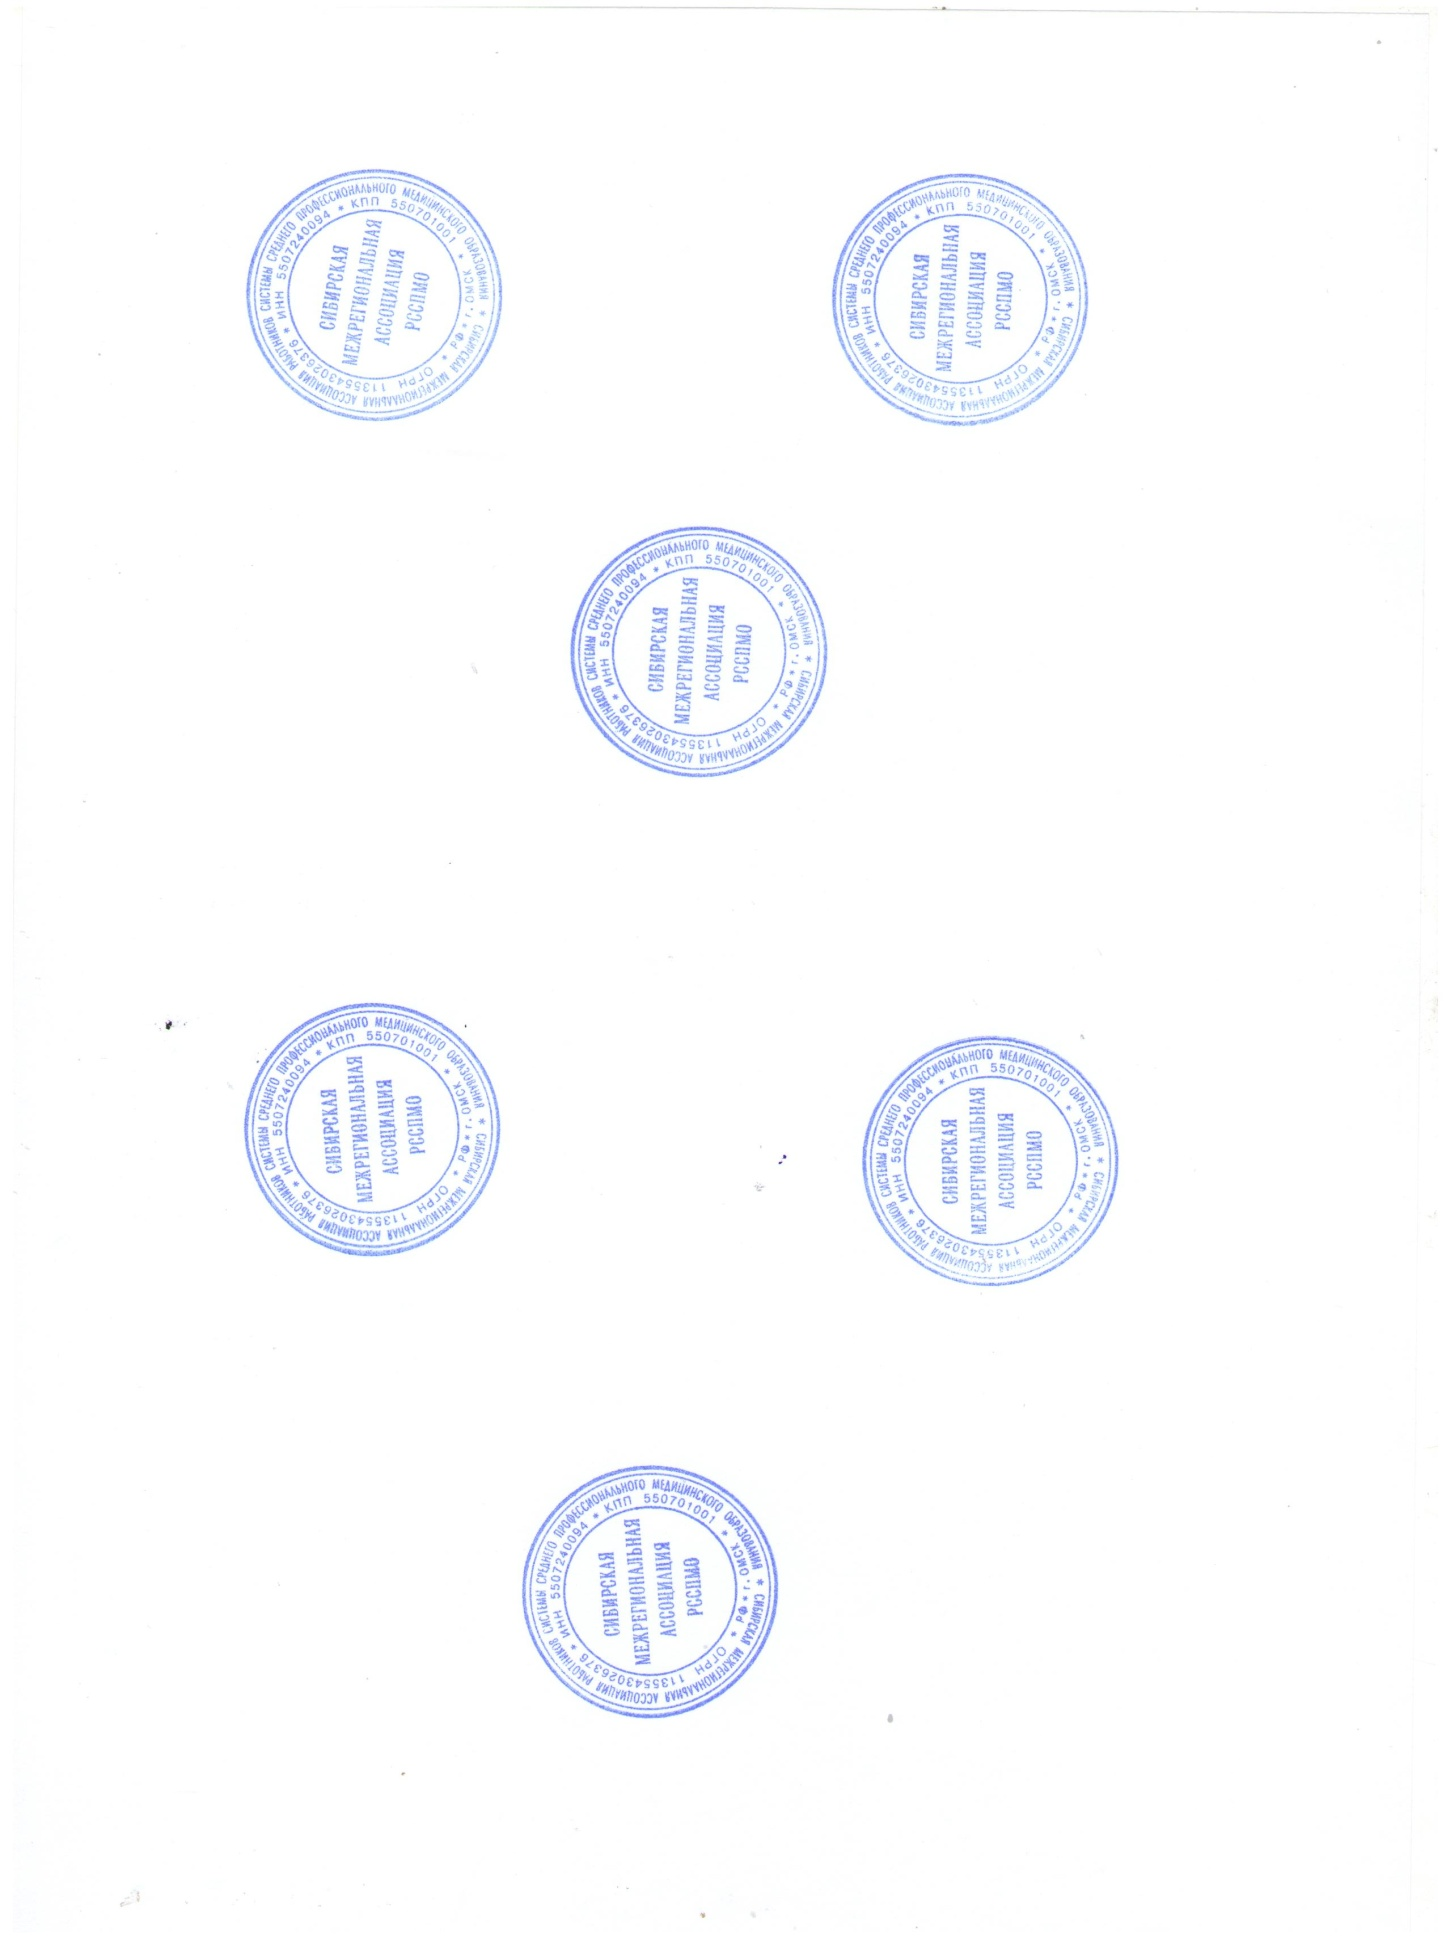 СИБИРСКАЯ МЕЖРЕГИОНАЛЬНАЯ АССОЦИАЦИЯ РАБОТНИКОВ СИСТЕМЫ СРЕДНЕГО ПРОФЕССИОНАЛЬНОГО МЕДИЦИНСКОГО ОБРАЗОВАНИЯ *
РФ * г. ОМСК * ОГРН 1135543026376 * ИНН 5507240094 * КПП 550701001 *
СИБИРСКАЯ
МЕЖРЕГИОНАЛЬНАЯ
АССОЦИАЦИЯ
РССПМО
СИБИРСКАЯ МЕЖРЕГИОНАЛЬНАЯ АССОЦИАЦИЯ РАБОТНИКОВ СИСТЕМЫ СРЕДНЕГО ПРОФЕССИОНАЛЬНОГО МЕДИЦИНСКОГО ОБРАЗОВАНИЯ *
РФ * г. ОМСК * ОГРН 1135543026376 * ИНН 5507240094 * КПП 550701001 *
СИБИРСКАЯ
МЕЖРЕГИОНАЛЬНАЯ
АССОЦИАЦИЯ
РССПМО
СИБИРСКАЯ МЕЖРЕГИОНАЛЬНАЯ АССОЦИАЦИЯ РАБОТНИКОВ СИСТЕМЫ СРЕДНЕГО ПРОФЕССИОНАЛЬНОГО МЕДИЦИНСКОГО ОБРАЗОВАНИЯ *
РФ * г. ОМСК * ОГРН 1135543026376 * ИНН 5507240094 * КПП 550701001 *
СИБИРСКАЯ
МЕЖРЕГИОНАЛЬНАЯ
АССОЦИАЦИЯ
РССПМО
СИБИРСКАЯ МЕЖРЕГИОНАЛЬНАЯ АССОЦИАЦИЯ РАБОТНИКОВ СИСТЕМЫ СРЕДНЕГО ПРОФЕССИОНАЛЬНОГО МЕДИЦИНСКОГО ОБРАЗОВАНИЯ *
РФ * г. ОМСК * ОГРН 1135543026376 * ИНН 5507240094 * КПП 550701001 *
СИБИРСКАЯ
МЕЖРЕГИОНАЛЬНАЯ
АССОЦИАЦИЯ
РССПМО
СИБИРСКАЯ МЕЖРЕГИОНАЛЬНАЯ АССОЦИАЦИЯ РАБОТНИКОВ СИСТЕМЫ СРЕДНЕГО ПРОФЕССИОНАЛЬНОГО МЕДИЦИНСКОГО ОБРАЗОВАНИЯ *
РФ * г. ОМСК * ОГРН 1135543026376 * ИНН 5507240094 * КПП 550701001 *
СИБИРСКАЯ
МЕЖРЕГИОНАЛЬНАЯ
АССОЦИАЦИЯ
РССПМО
СИБИРСКАЯ МЕЖРЕГИОНАЛЬНАЯ АССОЦИАЦИЯ РАБОТНИКОВ СИСТЕМЫ СРЕДНЕГО ПРОФЕССИОНАЛЬНОГО МЕДИЦИНСКОГО ОБРАЗОВАНИЯ *
РФ * г. ОМСК * ОГРН 1135543026376 * ИНН 5507240094 * КПП 550701001 *
СИБИРСКАЯ
МЕЖРЕГИОНАЛЬНАЯ
АССОЦИАЦИЯ
РССПМО